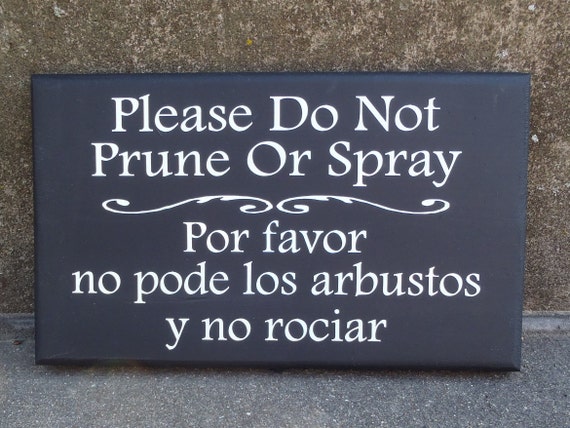 Please Do Not
Prune Or Spray
Por favor
no pode los arbustos
y no rociar